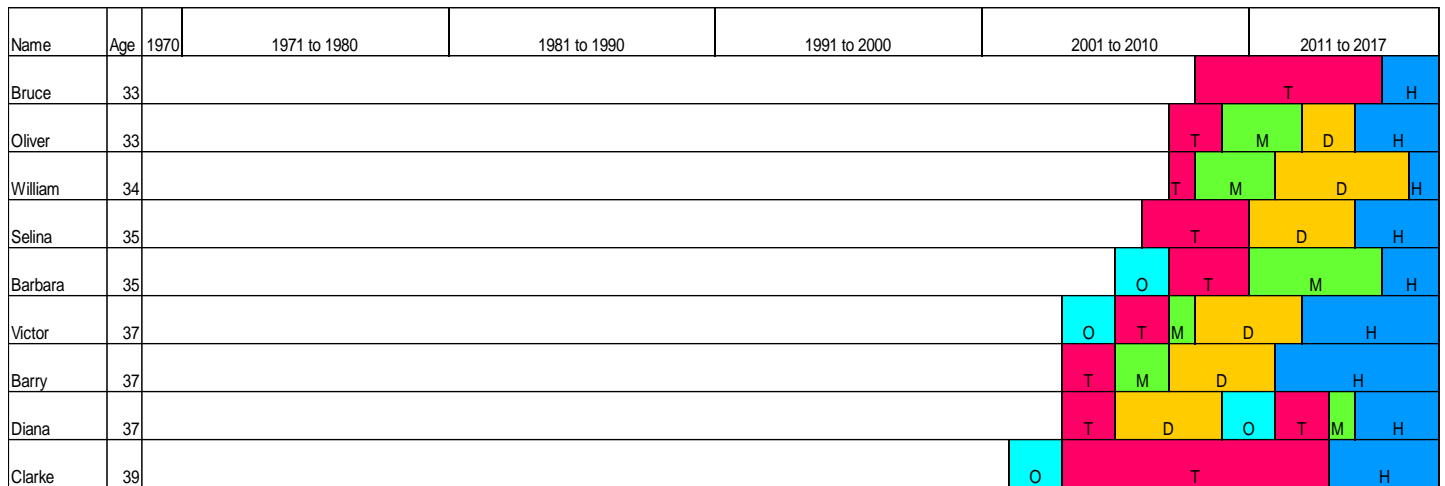 Name Age 1970 1971 to 1980 1981 to 1990 1991 to 2000 2001 to 2010 2011 to 2017
Bruce 33 T H
Oliver 33 T M D H
William 34 T M D H
Selina 35 T D H
Barbara 35 O T M H
Victor 37 O T M D H
Barry 37 T M D H
Diana 37 T D O T M H
Clarke 39 O T H